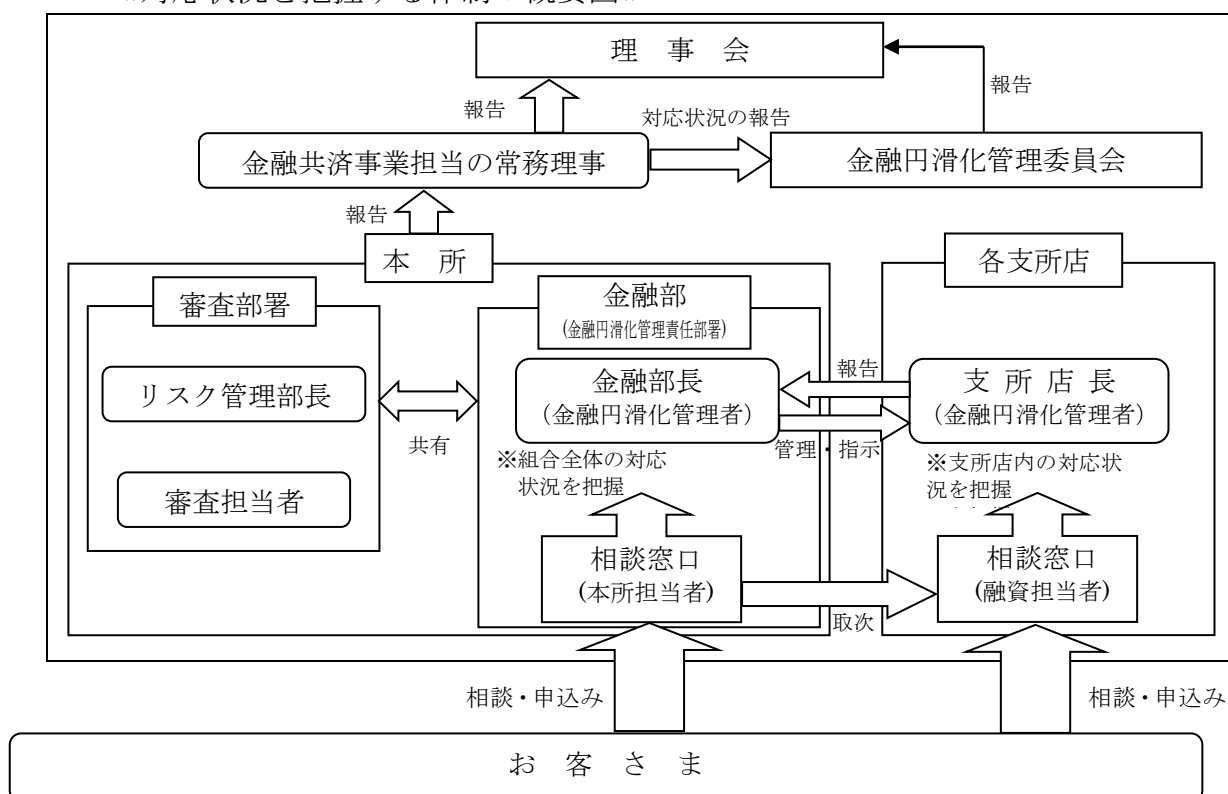 理 事 会
報告
報告
対応状況の報告
金融共済事業担当の常務理事
金融円滑化管理委員会
報告
本 所
各支所店
審査部署
金融部
(金融円滑化管理責任部署)
リスク管理部長
共有
審査担当者
金融部長
(金融円滑化管理者)
※組合全体の対応
状況を把握
報告
管理・指示
支 所 店 長
(金融円滑化管理者)
※支所店内の対応状
況を把握
相談窓口
(本所担当者)
取次
相談窓口
(融資担当者)
相談・申込み
相談・申込み
お 客 さ ま